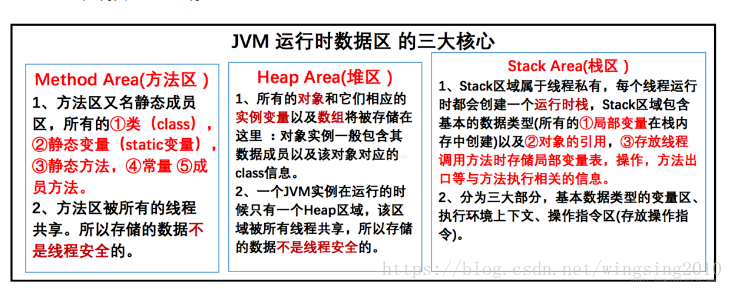 JVM 运行时数据区 的三大核心
Method Area(方法区 )
1、方法区又名静态成员
区，所有的①类（class），
②静态变量（static变量），
③静态方法，④常量 ⑤成
员方法。
2、方法区被所有的线程
共享。所以存储的数据不
是线程安全的。
Heap Area(堆区 )
1、所有的对象和它们相应的
实例变量以及数组将被存储在
这里 ：对象实例一般包含其
数据成员以及该对象对应的
class信息。
2、一个JVM实例在运行的时
候只有一个Heap区域，该区
域被所有线程共享，所以存储
的数据不是线程安全的。
Stack Area(栈区 )
1、Stack区域属于线程私有，每个线程运行
时都会创建一个运行时栈，Stack区域包含
基本的数据类型(所有的①局部变量在栈内
存中创建)以及②对象的引用，③存放线程
调用方法时存储局部变量表，操作，方法出
口等与方法执行相关的信息。
2、分为三大部分，基本数据类型的变量区、
执行环境上下文、操作指令区(存放操作指
令)。
https://blog.csdn.net/wingsing2010